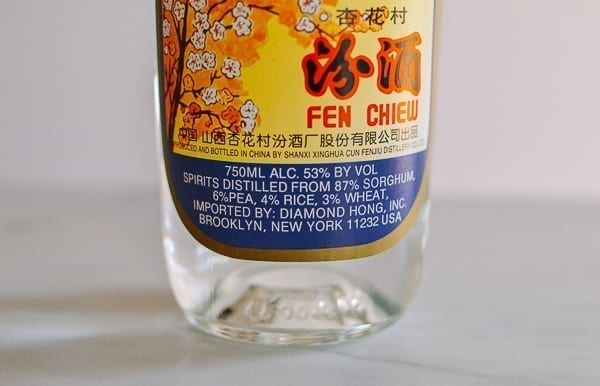 杏花村
汾酒
FEN CHIEW
中国 山西杏花村汾酒厂股份有限公司出品
PRODUCED AND BOTTLED IN CHINA BY SHANXI XINGHUA CUN FENJIU DISTILLERY CO. LTD.
750ML ALC. 53% BY VOL
SPIRITS DISTILLED FROM 87% SORGHUM,
6%PEA, 4% RICE, 3% WHEAT,
IMPORTED BY: DIAMOND HONG, INC.
BROOKLYN, NEW YORK 11232 USA